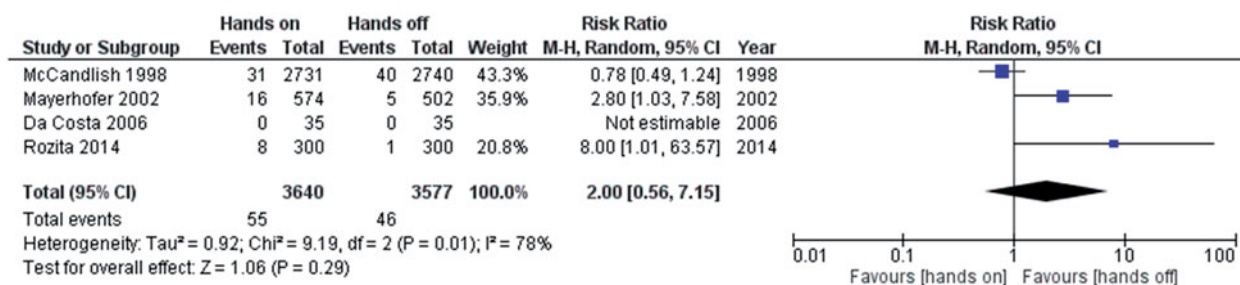 Hands on Hands off Risk Ratio Risk Ratio
Study or Subgroup Events Total Events Total Weight M-H, Random, 95% CI Year M-H, Random, 95% CI
McCandlish 1998 31 2731 40 2740 43.3% 0.78 [0.49, 1.24] 1998
Mayerhofer 2002 16 574 5 502 35.9% 2.80 [1.03, 7.58] 2002
Da Costa 2006 0 35 0 35 Not estimable 2006
Rozita 2014 8 300 1 300 20.8% 8.00 [1.01, 63.57] 2014
Total (95% CI) 3640 3577 100.0% 2.00 [0.56, 7.15]
Total events 55 46
Heterogeneity: Tau² = 0.92; Chi² = 9.19, df = 2 (P = 0.01); I² = 78%
Test for overall effect: Z = 1.06 (P = 0.29)
0.01 0.1 1 10 100
Favours [hands on] Favours [hands off]